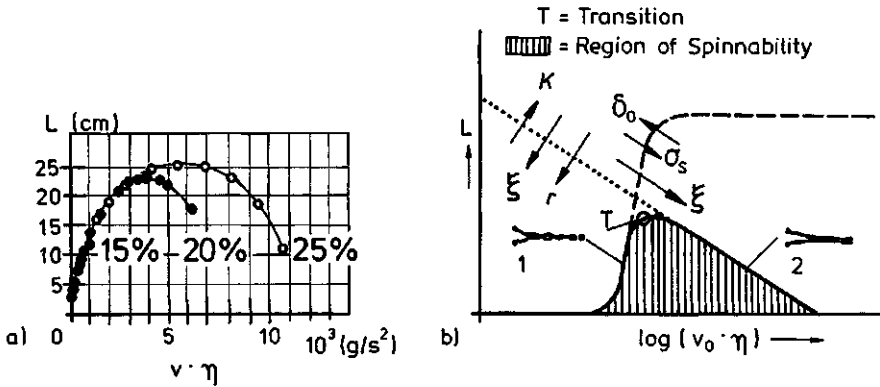 T = Transition
= Region of Spinnability
L (cm)
25
20
15
10
5
15%
20%
25%
0
5
10
10³ (g/s²)
v · η
a)
L
K
δ₀
σₛ
ξ
r
ξ
T
1
2
b)
log (v₀ · η)